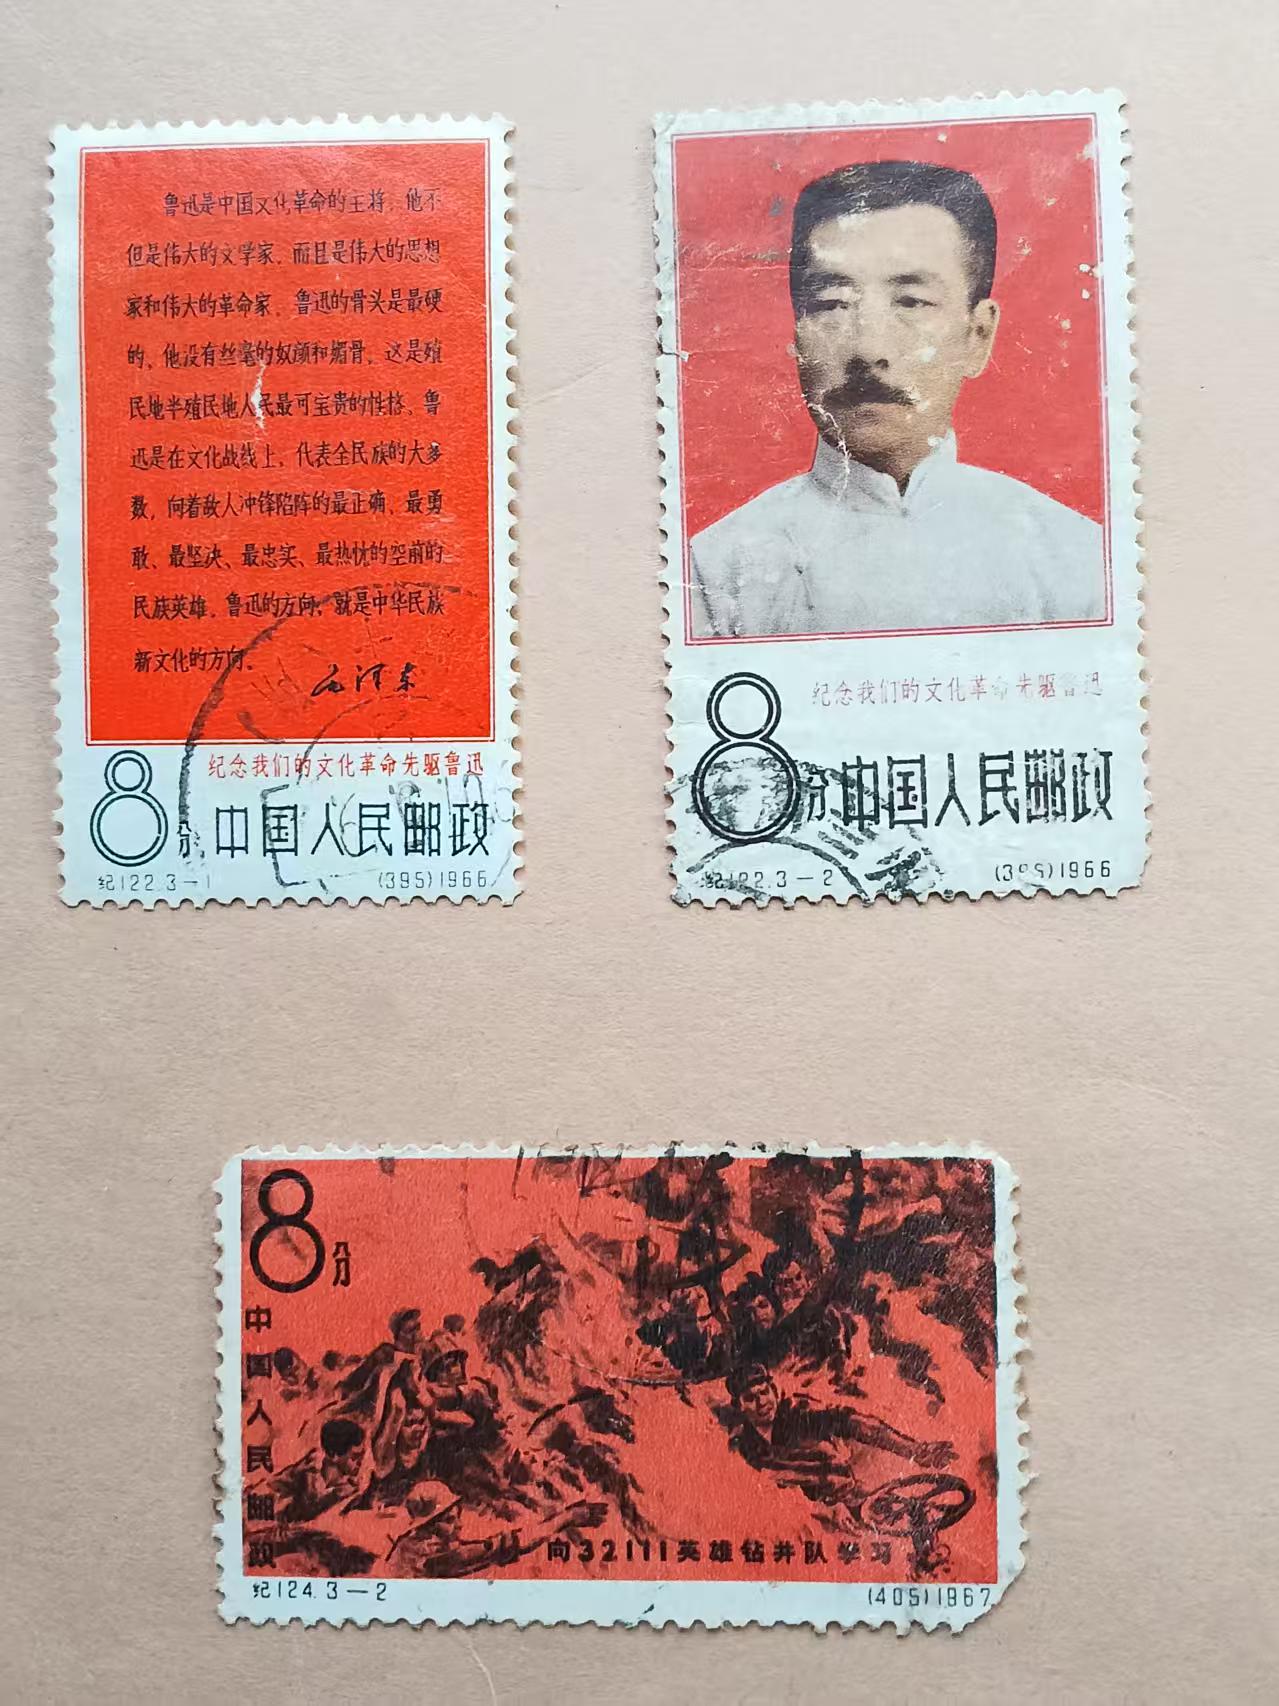 鲁迅是中国文化革命的主将，他不
但是伟大的文学家，而且是伟大的思想
家和伟大的革命家。鲁迅的骨头是最硬
的，他没有丝毫的奴颜和媚骨，这是殖
民地半殖民地人民最可宝贵的性格。鲁
迅是在文化战线上，代表全民族的大多
数，向着敌人冲锋陷阵的最正确、最勇
敢、最坚决、最忠实、最热忱的空前的
民族英雄。鲁迅的方向，就是中华民族
新文化的方向。
毛泽东
纪念我们的文化革命先驱鲁迅
8分 中国人民邮政
纪122.3-1 (395)1966
纪念我们的文化革命先驱鲁迅
8分 中国人民邮政
纪122.3-2 (395)1966
8分
中国人民邮政
向32111英雄钻井队学习
纪124.3-2 (405)1967